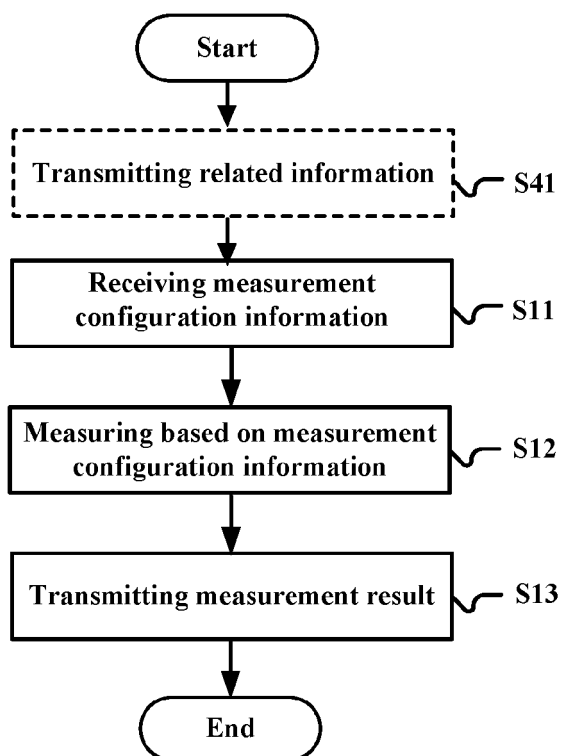 Start
Transmitting related information
S41
Receiving measurement
configuration information
S11
Measuring based on measurement
configuration information
S12
Transmitting measurement result
S13
End